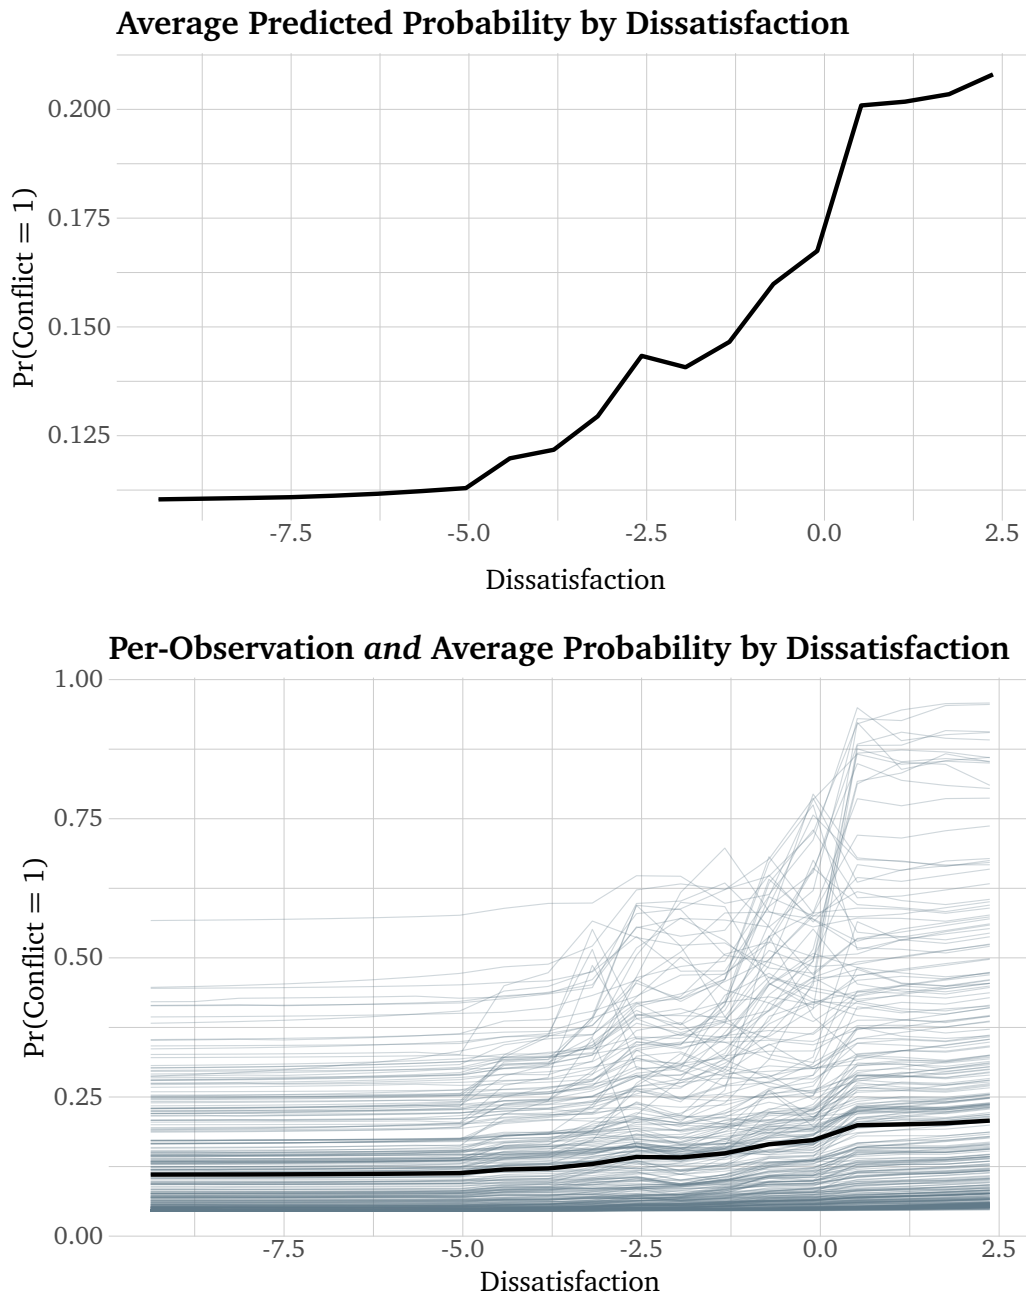 Average Predicted Probability by Dissatisfaction
0.200
0.175
0.150
0.125
Pr(Conflict = 1)
-7.5 -5.0 -2.5 0.0 2.5
Dissatisfaction
Per-Observation and Average Probability by Dissatisfaction
1.00
0.75
0.50
0.25
0.00
Pr(Conflict = 1)
-7.5 -5.0 -2.5 0.0 2.5
Dissatisfaction